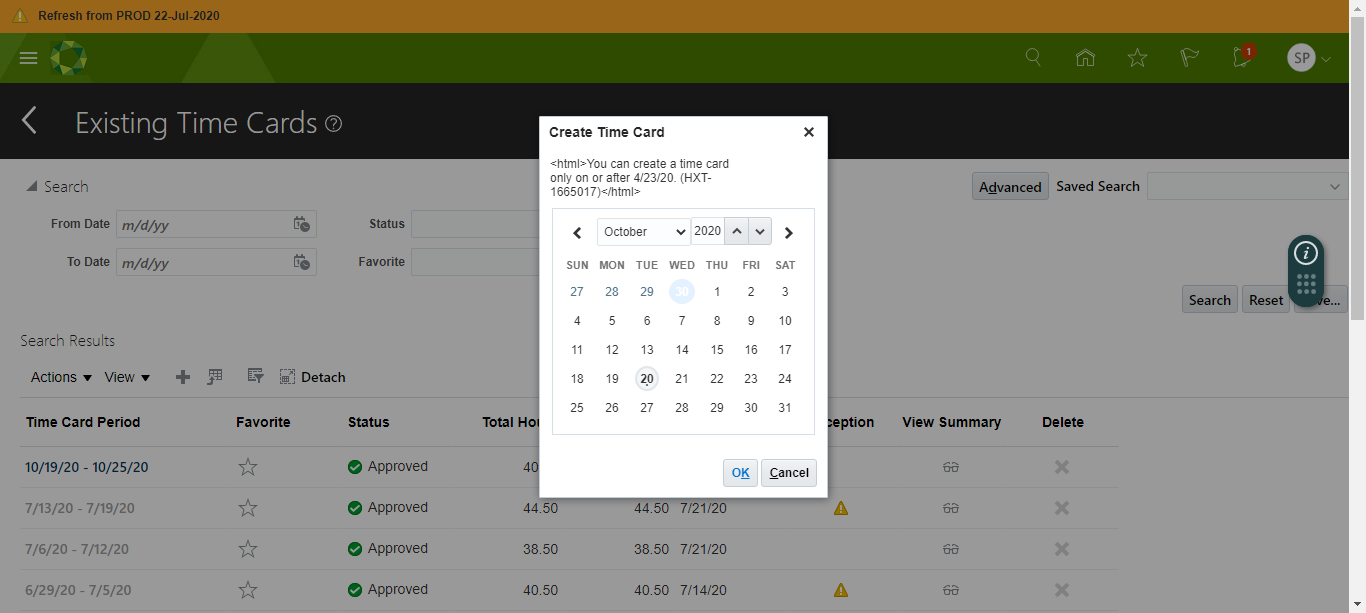 Refresh from PROD 22-Jul-2020
1
SP
Existing Time Cards ?
Search
Advanced Saved Search
From Date m/d/yy Status
To Date m/d/yy Favorite
Search Reset ve...
i
Search Results
Actions View Detach
Time Card Period Favorite Status Total Hou ception View Summary Delete
10/19/20 - 10/25/20 Approved 40
7/13/20 - 7/19/20 Approved 44.50 44.50 7/21/20
7/6/20 - 7/12/20 Approved 38.50 38.50 7/21/20
6/29/20 - 7/5/20 Approved 40.50 40.50 7/14/20
Create Time Card
<html>You can create a time card
only on or after 4/23/20. (HXT-
1665017)</html>
October 2020
SUN MON TUE WED THU FRI SAT
27 28 29 30 1 2 3
4 5 6 7 8 9 10
11 12 13 14 15 16 17
18 19 20 21 22 23 24
25 26 27 28 29 30 31
OK Cancel